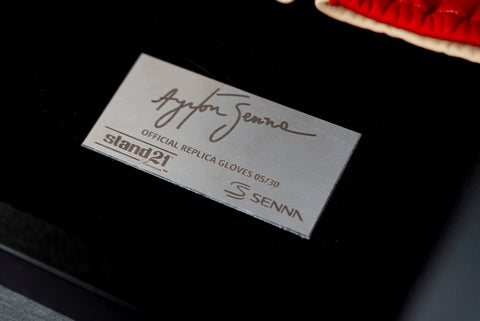 Ayrton Senna
OFFICIAL REPLICA GLOVES 05/30
stand21
SENNA